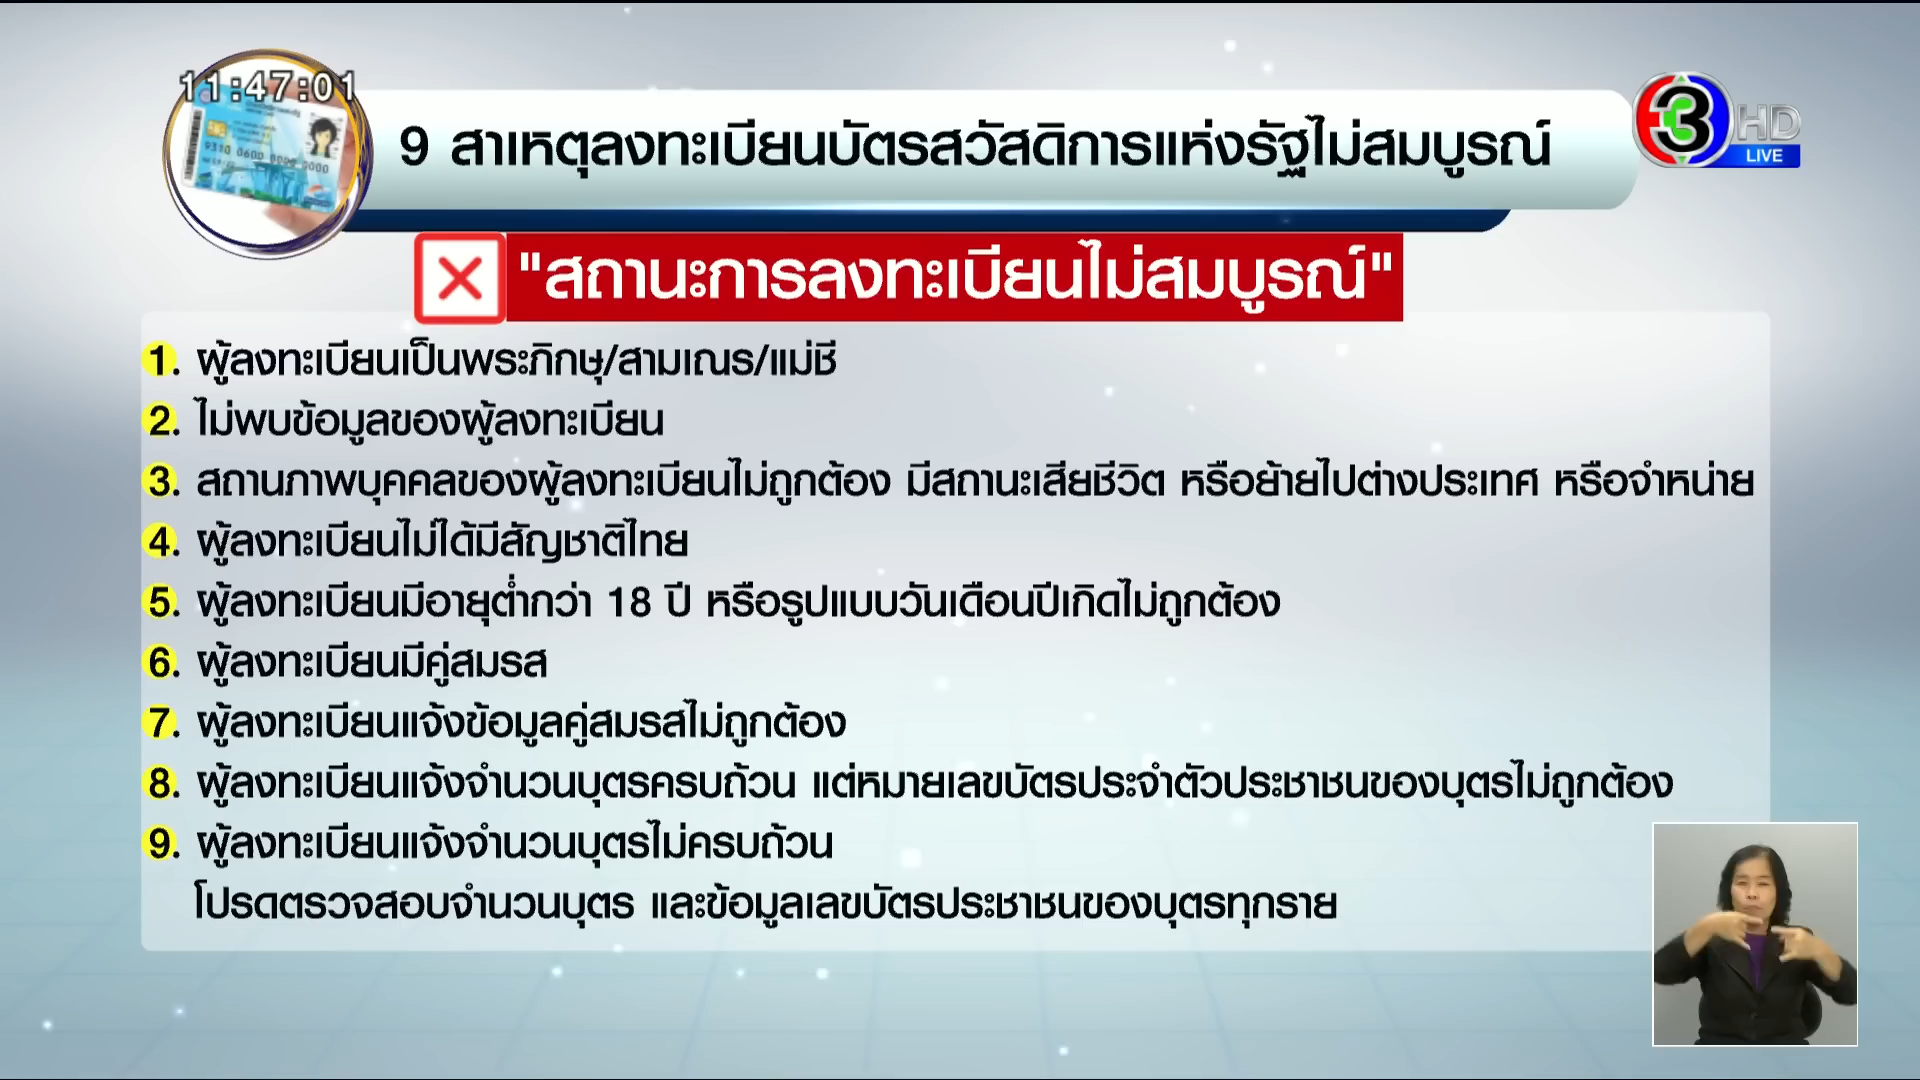 11:47:01
9 สาเหตุลงทะเบียนบัตรสวัสดิการแห่งรัฐไม่สมบูรณ์
3 HD
LIVE
"สถานะการลงทะเบียนไม่สมบูรณ์"
1. ผู้ลงทะเบียนเป็นพระภิกษุ/สามเณร/แม่ชี
2. ไม่พบข้อมูลของผู้ลงทะเบียน
3. สถานภาพบุคคลของผู้ลงทะเบียนไม่ถูกต้อง มีสถานะเสียชีวิต หรือย้ายไปต่างประเทศ หรือจำหน่าย
4. ผู้ลงทะเบียนไม่ได้มีสัญชาติไทย
5. ผู้ลงทะเบียนมีอายุต่ำกว่า 18 ปี หรือรูปแบบวันเดือนปีเกิดไม่ถูกต้อง
6. ผู้ลงทะเบียนมีคู่สมรส
7. ผู้ลงทะเบียนแจ้งข้อมูลคู่สมรสไม่ถูกต้อง
8. ผู้ลงทะเบียนแจ้งจำนวนบุตรครบถ้วน แต่หมายเลขบัตรประจำตัวประชาชนของบุตรไม่ถูกต้อง
9. ผู้ลงทะเบียนแจ้งจำนวนบุตรไม่ครบถ้วน
โปรดตรวจสอบจำนวนบุตร และข้อมูลเลขบัตรประชาชนของบุตรทุกราย